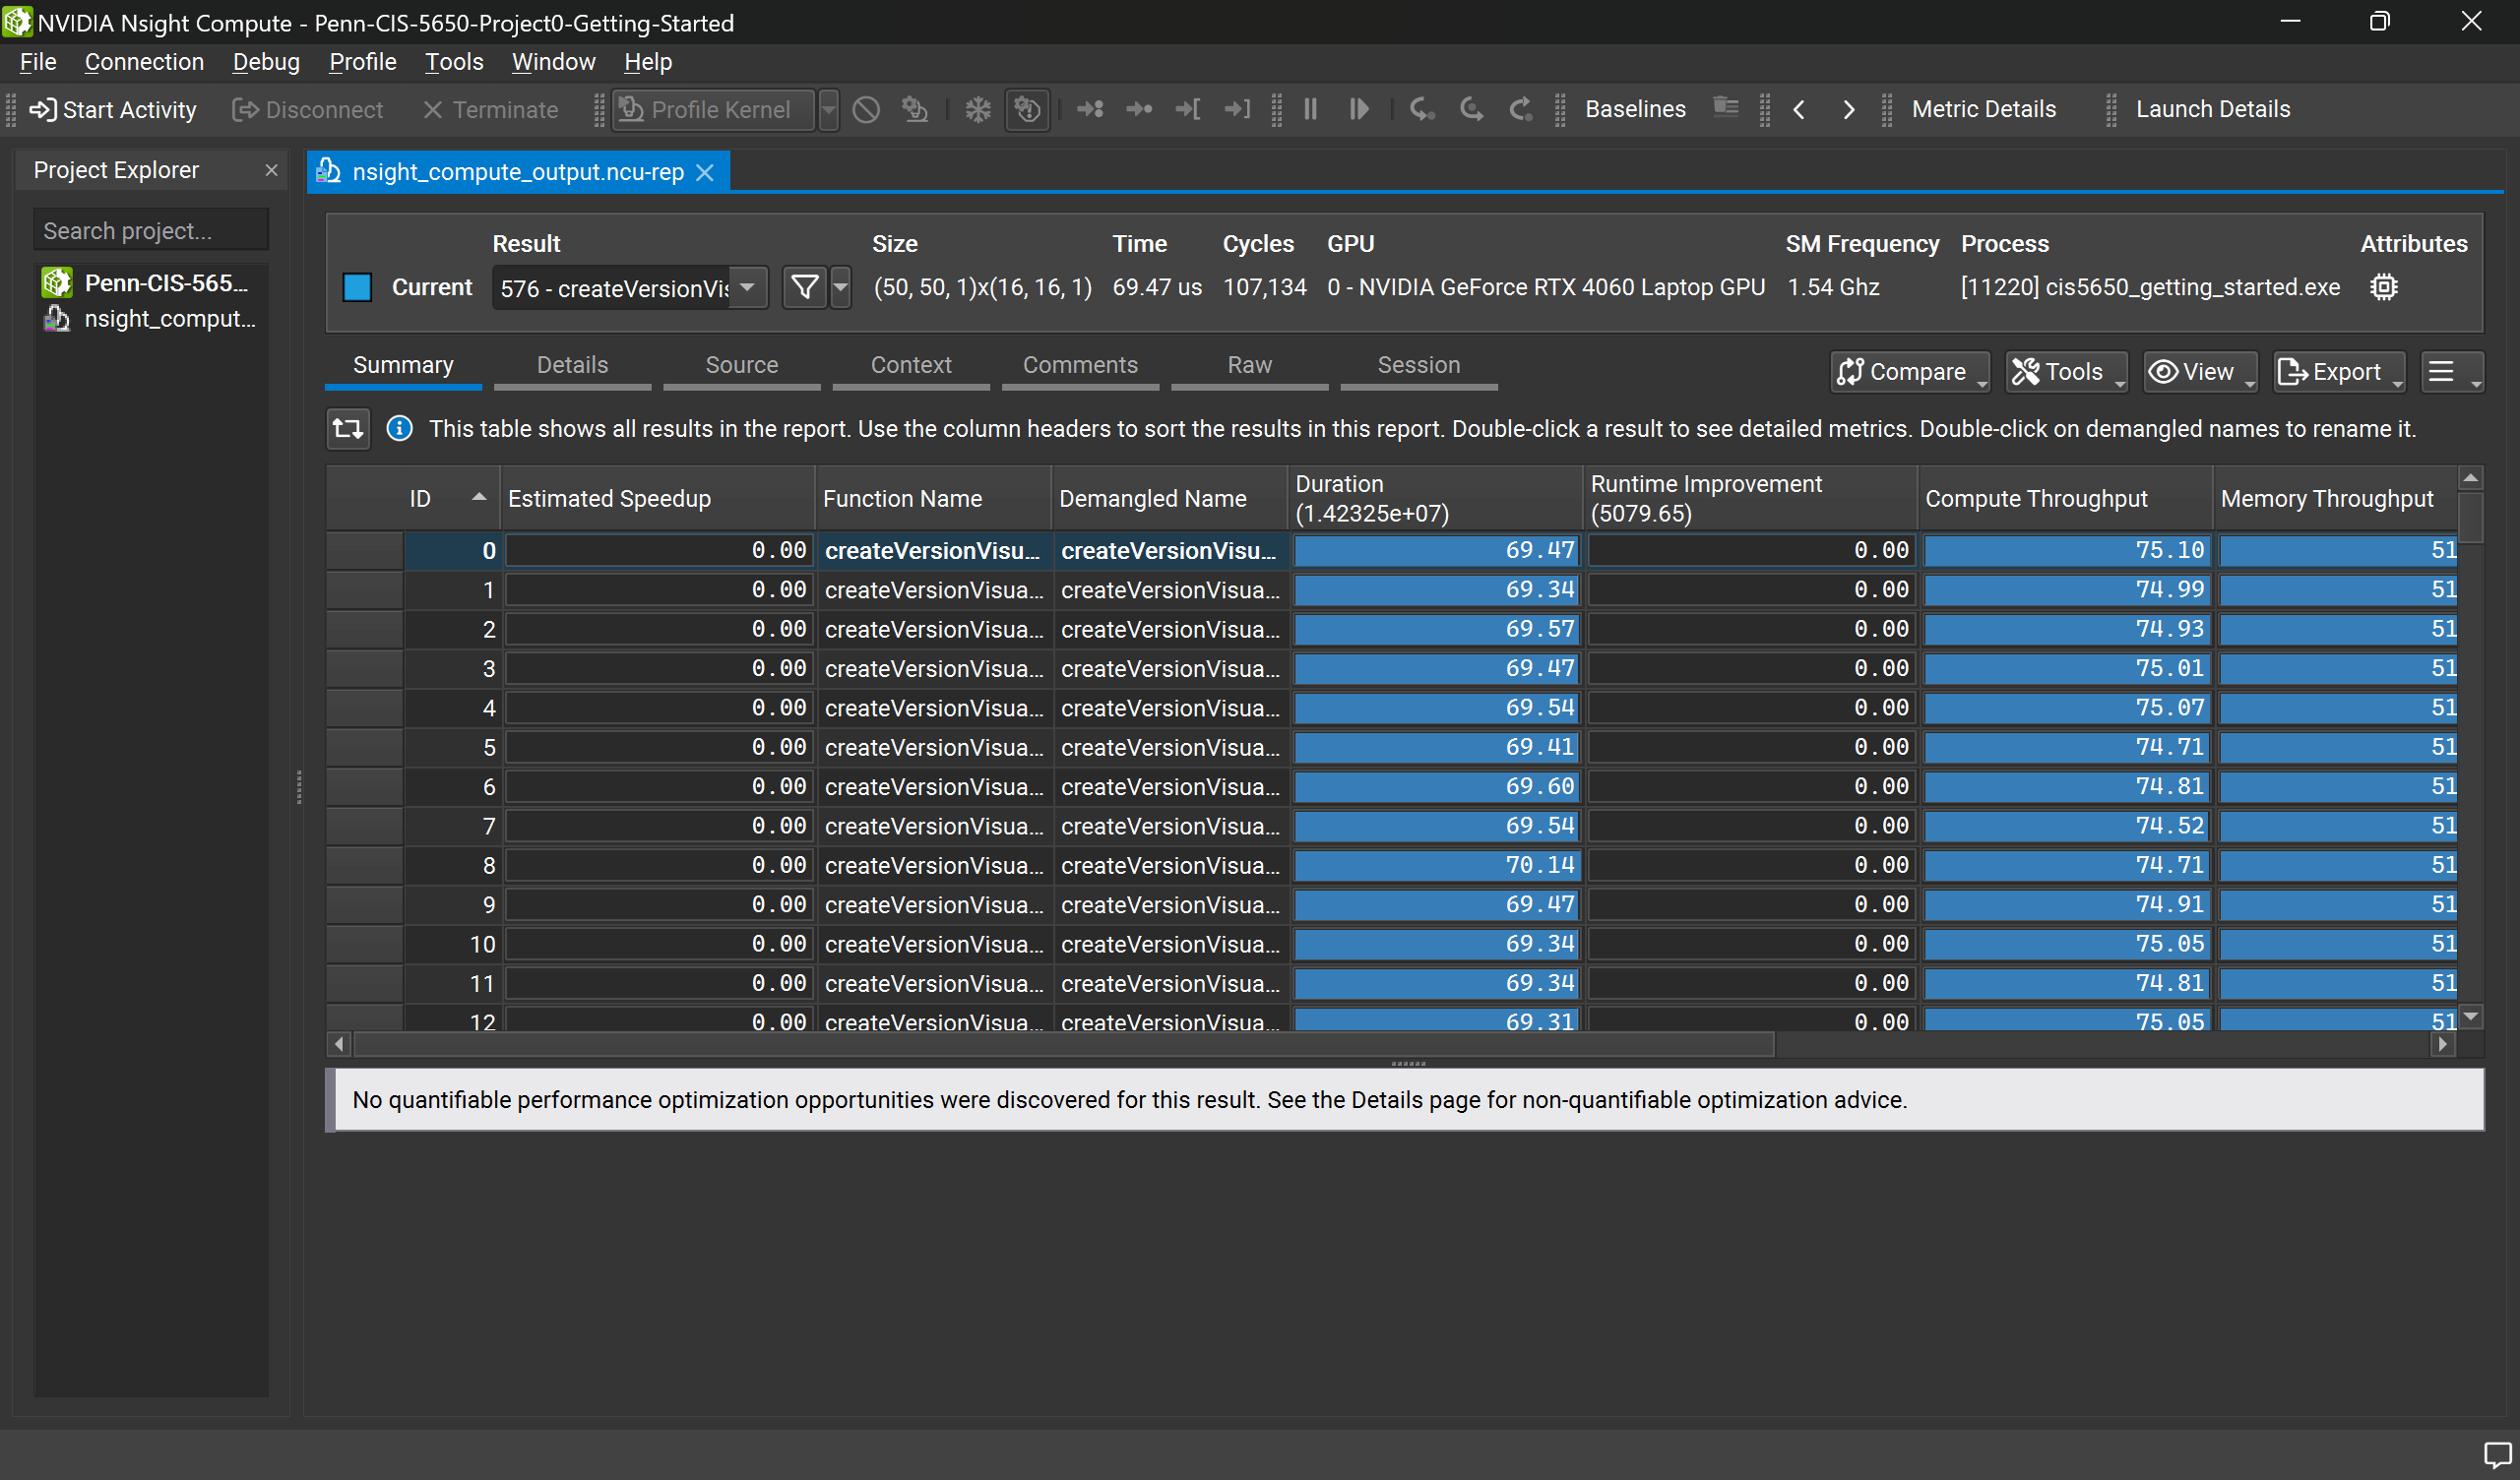 NVIDIA Nsight Compute - Penn-CIS-5650-Project0-Getting-Started
File Connection Debug Profile Tools Window Help
Start Activity Disconnect Terminate Profile Kernel Baselines Metric Details Launch Details
Project Explorer
nsight_compute_output.ncu-rep
Search project...
Penn-CIS-565...
nsight_comput...
Result Size Time Cycles GPU SM Frequency Process Attributes
Current 576 - createVersionVis (50, 50, 1)x(16, 16, 1) 69.47 us 107,134 0 - NVIDIA GeForce RTX 4060 Laptop GPU 1.54 Ghz [11220] cis5650_getting_started.exe
Summary Details Source Context Comments Raw Session Compare Tools View Export
This table shows all results in the report. Use the column headers to sort the results in this report. Double-click a result to see detailed metrics. Double-click on demangled names to rename it.
ID Estimated Speedup Function Name Demangled Name Duration (1.42325e+07) Runtime Improvement (5079.65) Compute Throughput Memory Throughput
0 0.00 createVersionVisu... createVersionVisu... 69.47 0.00 75.10 51
1 0.00 createVersionVisua... createVersionVisua... 69.34 0.00 74.99 51
2 0.00 createVersionVisua... createVersionVisua... 69.57 0.00 74.93 51
3 0.00 createVersionVisua... createVersionVisua... 69.47 0.00 75.01 51
4 0.00 createVersionVisua... createVersionVisua... 69.54 0.00 75.07 51
5 0.00 createVersionVisua... createVersionVisua... 69.41 0.00 74.71 51
6 0.00 createVersionVisua... createVersionVisua... 69.60 0.00 74.81 51
7 0.00 createVersionVisua... createVersionVisua... 69.54 0.00 74.52 51
8 0.00 createVersionVisua... createVersionVisua... 70.14 0.00 74.71 51
9 0.00 createVersionVisua... createVersionVisua... 69.47 0.00 74.91 51
10 0.00 createVersionVisua... createVersionVisua... 69.34 0.00 75.05 51
11 0.00 createVersionVisua... createVersionVisua... 69.34 0.00 74.81 51
12 0.00 createVersionVisua... createVersionVisua... 69.31 0.00 75.05 51
No quantifiable performance optimization opportunities were discovered for this result. See the Details page for non-quantifiable optimization advice.